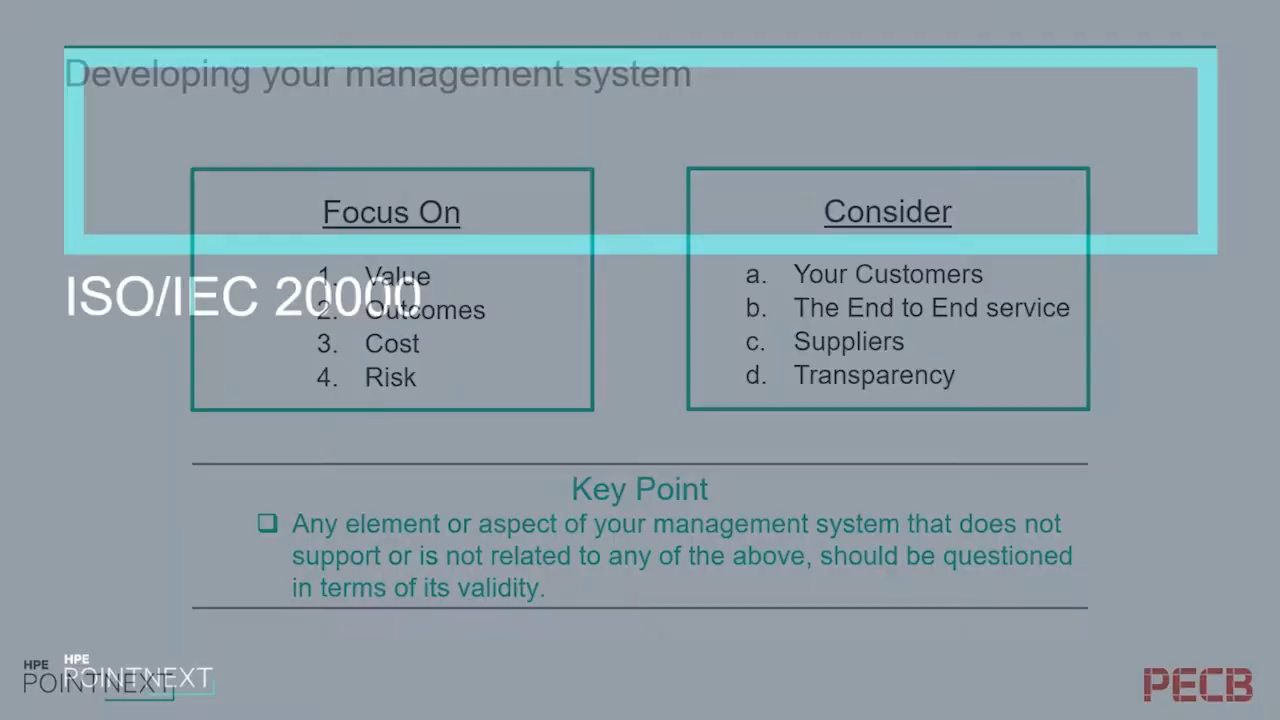 Developing your management system
Focus On
1. Value
2. Outcomes
3. Cost
4. Risk
Consider
a. Your Customers
b. The End to End service
c. Suppliers
d. Transparency
ISO/IEC 20000
Key Point
❑ Any element or aspect of your management system that does not
support or is not related to any of the above, should be questioned
in terms of its validity.
HPE
POINTNEXT
HPE
POINTNEXT
PECB